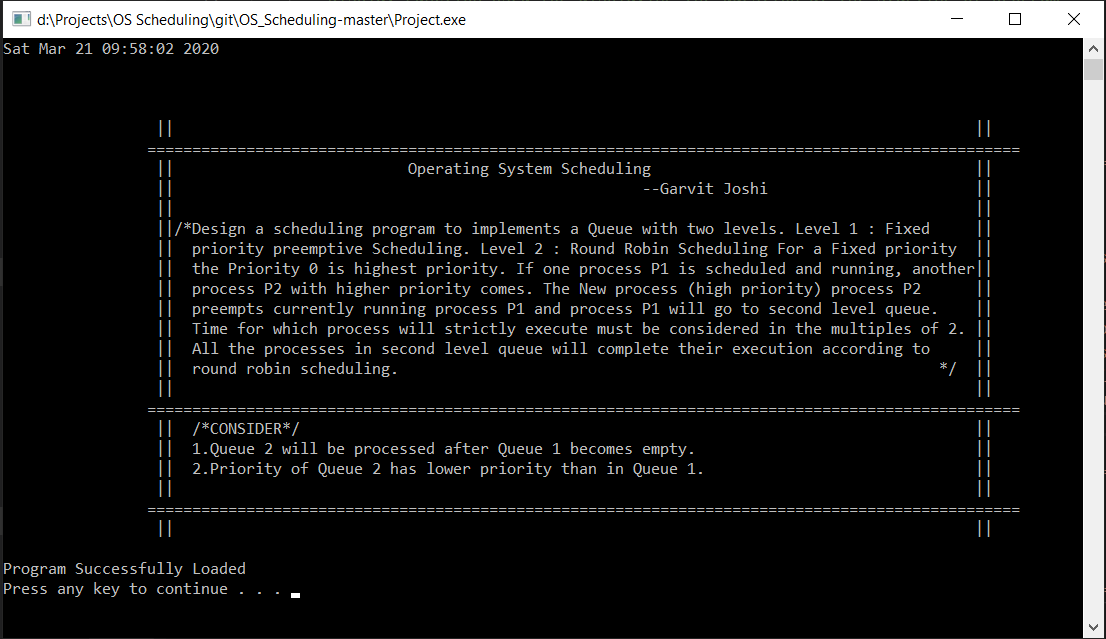 d:\Projects\OS Scheduling\git\OS_Scheduling-master\Project.exe
Sat Mar 21 09:58:02 2020
|| ||
=================================================================================================
|| Operating System Scheduling ||
|| --Garvit Joshi ||
|| ||
||/*Design a scheduling program to implements a Queue with two levels. Level 1 : Fixed ||
|| priority preemptive Scheduling. Level 2 : Round Robin Scheduling For a Fixed priority ||
|| the Priority 0 is highest priority. If one process P1 is scheduled and running, another||
|| process P2 with higher priority comes. The New process (high priority) process P2 ||
|| preempts currently running process P1 and process P1 will go to second level queue. ||
|| Time for which process will strictly execute must be considered in the multiples of 2. ||
|| All the processes in second level queue will complete their execution according to ||
|| round robin scheduling. */ ||
|| ||
=================================================================================================
|| /*CONSIDER*/ ||
|| 1.Queue 2 will be processed after Queue 1 becomes empty. ||
|| 2.Priority of Queue 2 has lower priority than in Queue 1. ||
|| ||
=================================================================================================
|| ||
Program Successfully Loaded
Press any key to continue . . .